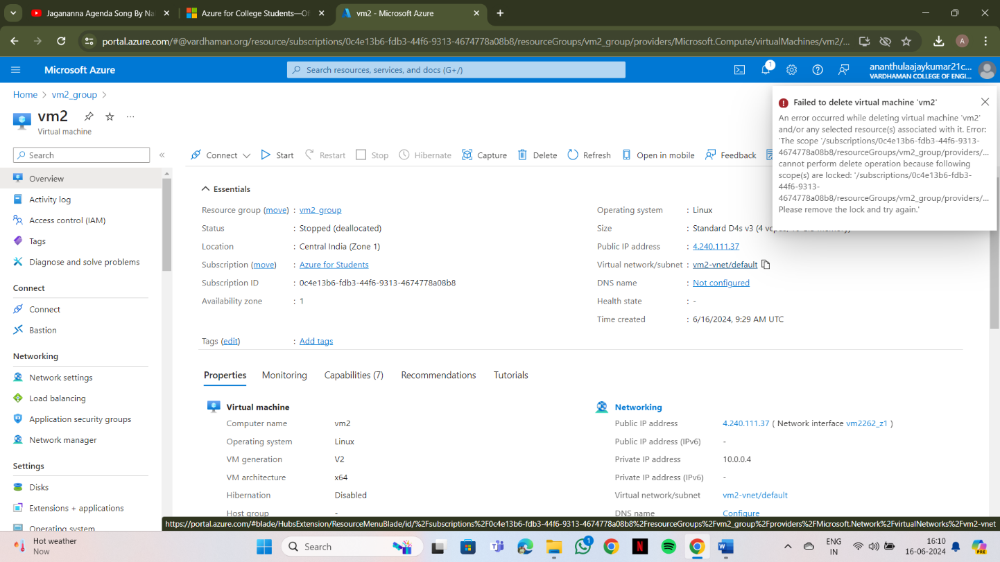 Jagananna Agenda Song By Na
Azure for College Students—Of
vm2 - Microsoft Azure
portal.azure.com/#@vardhaman.org/resource/subscriptions/0c4e13b6-fdb3-44f6-9313-4674778a08b8/resourceGroups/vm2_group/providers/Microsoft.Compute/virtualMachines/vm2/...
A
Microsoft Azure
Search resources, services, and docs (G+/)
1
ananthulaajaykumar21c...
VARDHAMAN COLLEGE OF ENGI...
Home > vm2_group >
vm2
Virtual machine
Failed to delete virtual machine 'vm2'
An error occurred while deleting virtual machine 'vm2'
and/or any selected resource(s) associated with it. Error:
'The scope '/subscriptions/0c4e13b6-fdb3-44f6-9313-
4674778a08b8/resourceGroups/vm2_group/providers/...
cannot perform delete operation because following
scope(s) are locked: '/subscriptions/0c4e13b6-fdb3-
44f6-9313-
4674778a08b8/resourceGroups/vm2_group/providers/...
Please remove the lock and try again.'
Search
Connect Start Restart Stop Hibernate Capture Delete Refresh Open in mobile Feedback
Overview
Activity log
Access control (IAM)
Tags
Diagnose and solve problems
Connect
Connect
Bastion
Networking
Network settings
Load balancing
Application security groups
Network manager
Settings
Disks
Extensions + applications
Operating system
Essentials
Resource group (move) : vm2_group
Status : Stopped (deallocated)
Location : Central India (Zone 1)
Subscription (move) : Azure for Students
Subscription ID : 0c4e13b6-fdb3-44f6-9313-4674778a08b8
Availability zone : 1
Operating system : Linux
Size : Standard D4s v3 (4 vcpus,
Public IP address : 4.240.111.37
Virtual network/subnet : vm2-vnet/default
DNS name : Not configured
Health state : -
Time created : 6/16/2024, 9:29 AM UTC
Tags (edit) : Add tags
Properties Monitoring Capabilities (7) Recommendations Tutorials
Virtual machine
Computer name vm2
Operating system Linux
VM generation V2
VM architecture x64
Hibernation Disabled
Host group -
Networking
Public IP address 4.240.111.37 ( Network interface vm2262_z1 )
Public IP address (IPv6) -
Private IP address 10.0.0.4
Private IP address (IPv6) -
Virtual network/subnet vm2-vnet/default
DNS name Configure
https://portal.azure.com/#blade/HubsExtension/ResourceMenuBlade/id/%2Fsubscriptions%2F0c4e13b6-fdb3-44f6-9313-4674778a08b8%2FresourceGroups%2Fvm2_group%2Fproviders%2FMicrosoft.Network%2FvirtualNetworks%2Fvm2-vnet
Hot weather
Now
Search
1
ENG
IN
16:10
16-06-2024
PRE